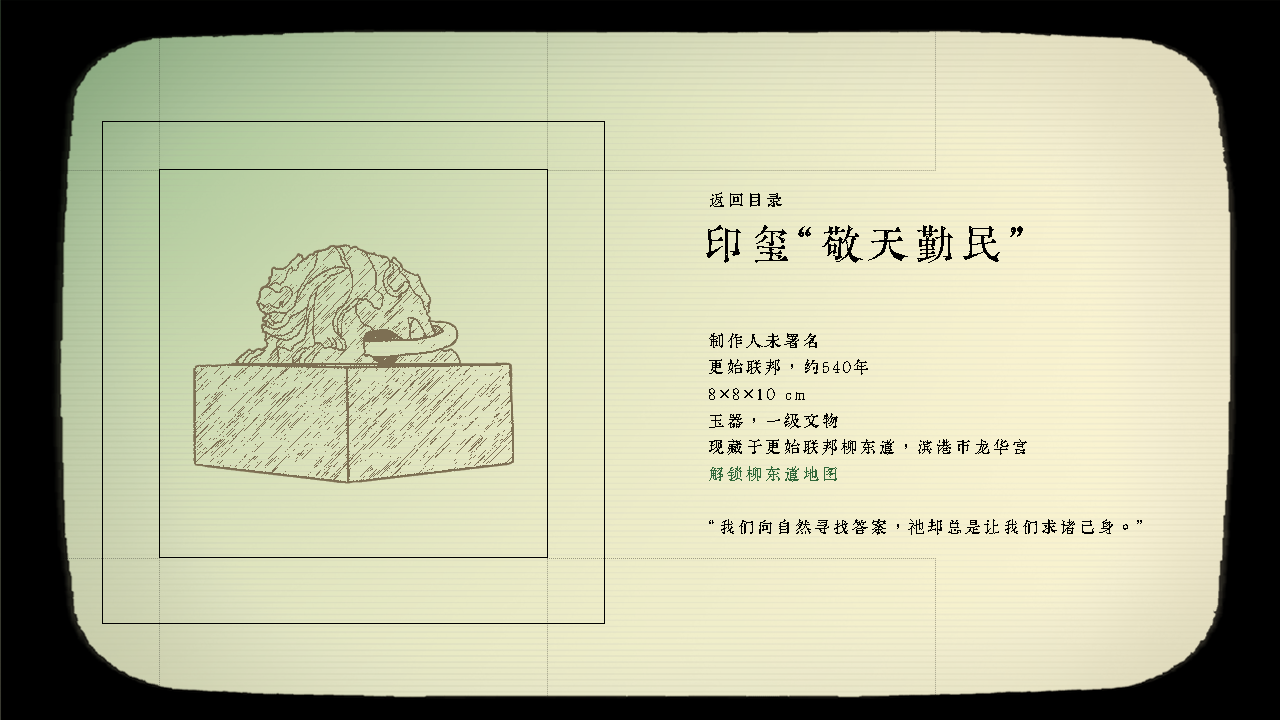 返回目录
印玺“敬天勤民”
制作人未署名
更始联邦，约540年
8×8×10 cm
玉器，一级文物
现藏于更始联邦柳东道，滨港市龙华宫
解锁柳东道地图
“我们向自然寻找答案，祂却总是让我们求诸己身。”